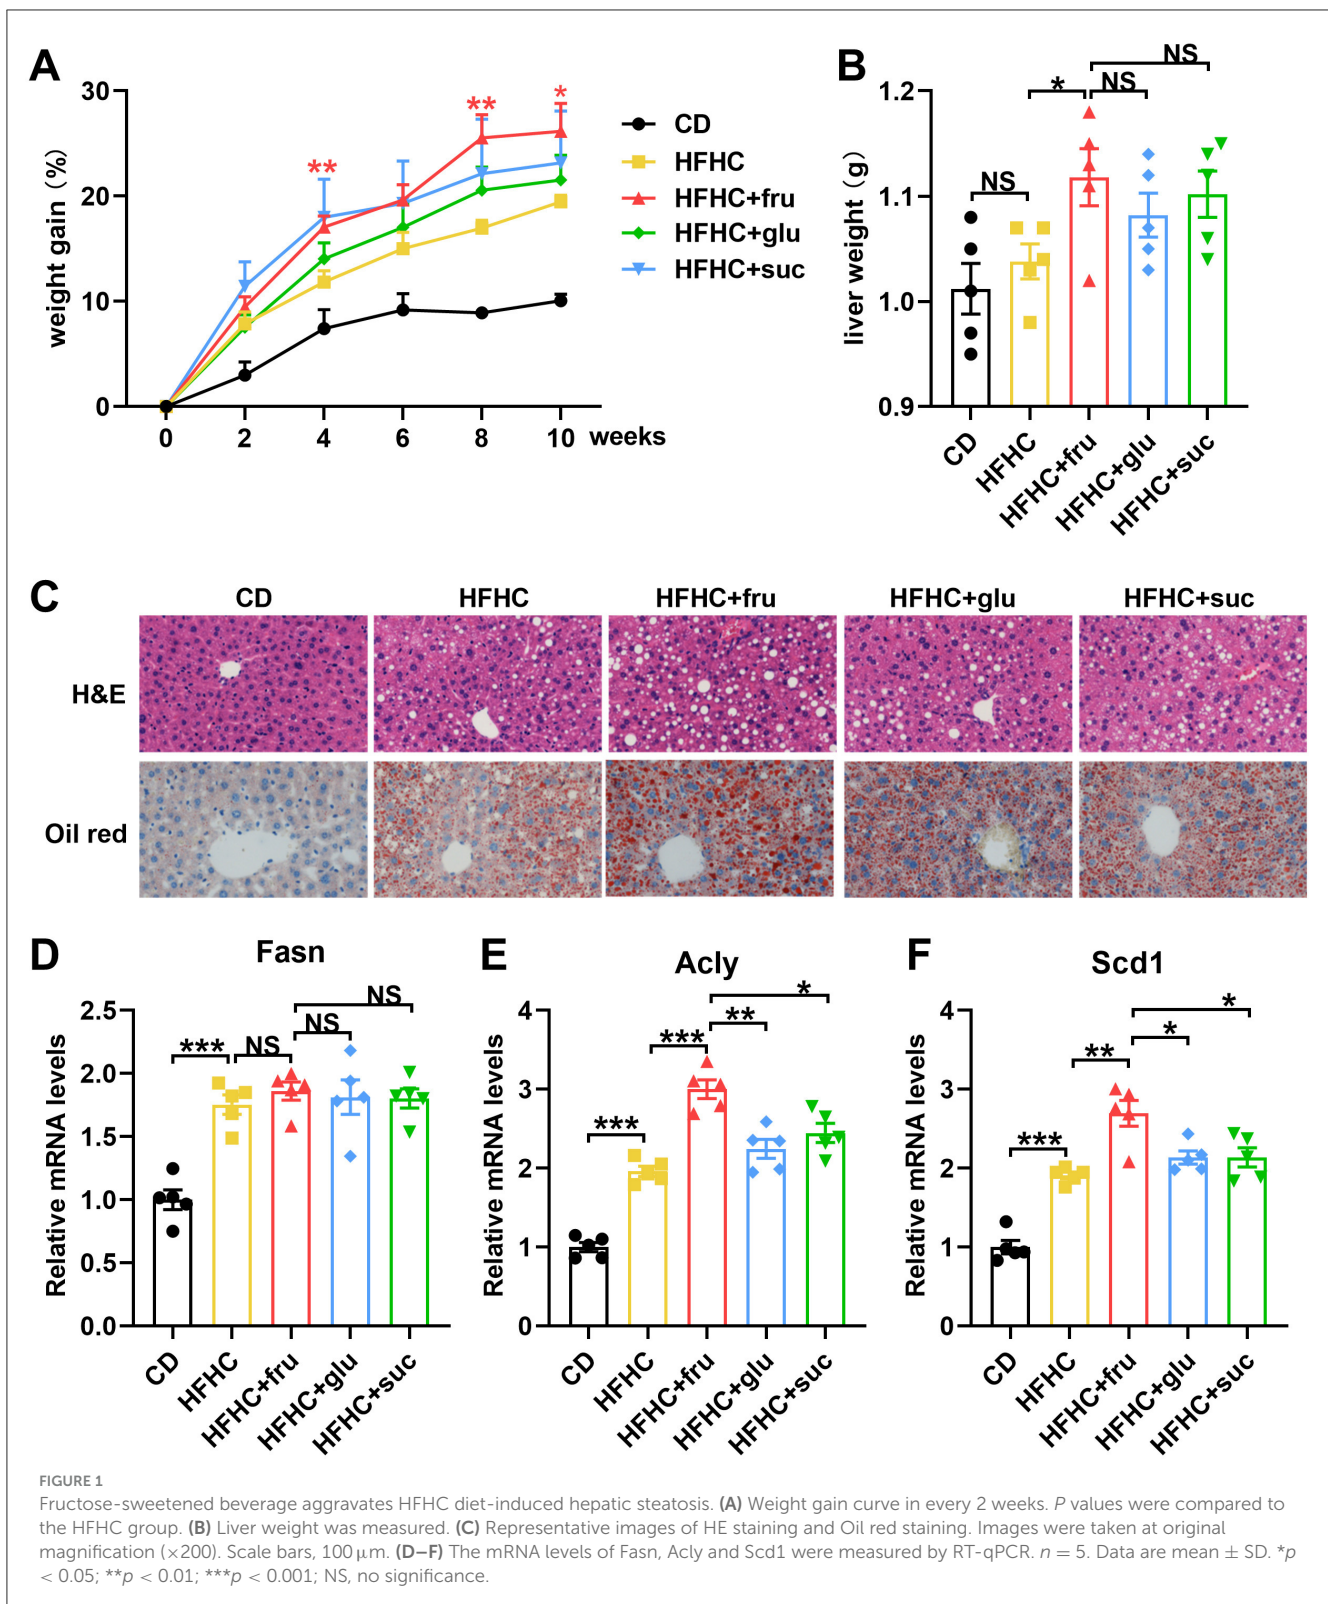 A
30
20
10
0
weight gain (%)
0 2 4 6 8 10 weeks
** ** *
CD
HFHC
HFHC+fru
HFHC+glu
HFHC+suc
B
1.2
1.1
1.0
0.9
liver weight (g)
NS * NS NS
CD HFHC HFHC+fru HFHC+glu HFHC+suc
C
CD HFHC HFHC+fru HFHC+glu HFHC+suc
H&E
Oil red
D
Fasn
2.5
2.0
1.5
1.0
0.5
0.0
Relative mRNA levels
*** NS NS NS
CD HFHC HFHC+fru HFHC+glu HFHC+suc
E
Acly
4
3
2
1
0
Relative mRNA levels
*** *** ** *
CD HFHC HFHC+fru HFHC+glu HFHC+suc
F
Scd1
4
3
2
1
0
Relative mRNA levels
*** ** * *
CD HFHC HFHC+fru HFHC+glu HFHC+suc
FIGURE 1
Fructose-sweetened beverage aggravates HFHC diet-induced hepatic steatosis. (A) Weight gain curve in every 2 weeks. P values were compared to
the HFHC group. (B) Liver weight was measured. (C) Representative images of HE staining and Oil red staining. Images were taken at original
magnification (×200). Scale bars, 100 μm. (D–F) The mRNA levels of Fasn, Acly and Scd1 were measured by RT-qPCR. n = 5. Data are mean ± SD. *p
< 0.05; **p < 0.01; ***p < 0.001; NS, no significance.